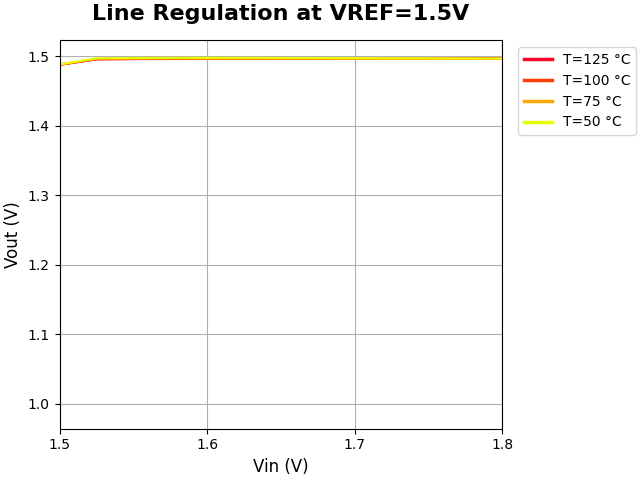 Line Regulation at VREF=1.5V
T=125 °C
T=100 °C
T=75 °C
T=50 °C
Vout (V)
1.5
1.4
1.3
1.2
1.1
1.0
1.5 1.6 1.7 1.8
Vin (V)